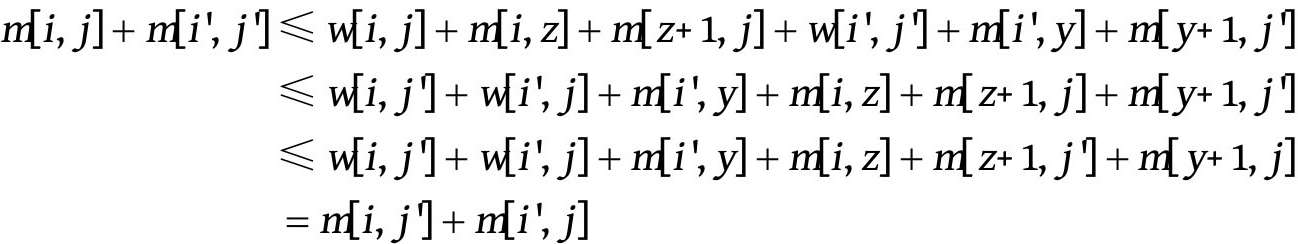 m[i, j] + m[i', j'] ⩽ w[i, j] + m[i, z] + m[z+1, j] + w[i', j'] + m[i', y] + m[y+1, j']
⩽ w[i, j'] + w[i', j] + m[i', y] + m[i, z] + m[z+1, j] + m[y+1, j']
⩽ w[i, j'] + w[i', j] + m[i', y] + m[i, z] + m[z+1, j'] + m[y+1, j]
= m[i, j'] + m[i', j]